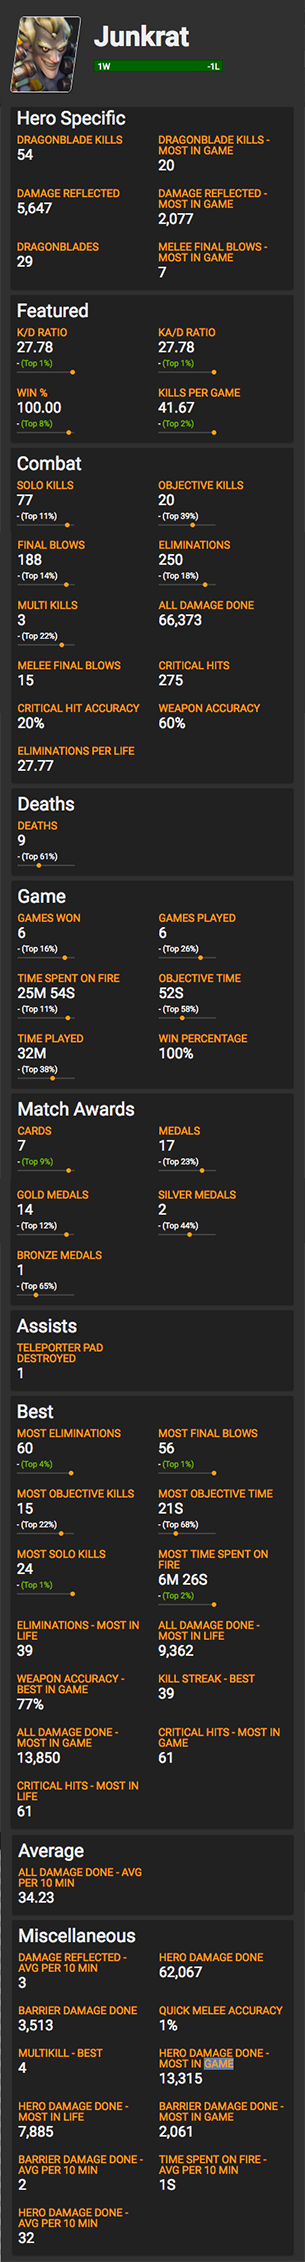 Junkrat
1W -1L
Hero Specific
DRAGONBLADE KILLS
54
DRAGONBLADE KILLS -
MOST IN GAME
20
DAMAGE REFLECTED
5,647
DAMAGE REFLECTED -
MOST IN GAME
2,077
DRAGONBLADES
29
MELEE FINAL BLOWS -
MOST IN GAME
7
Featured
K/D RATIO
27.78
- (Top 1%)
KA/D RATIO
27.78
- (Top 1%)
WIN %
100.00
- (Top 8%)
KILLS PER GAME
41.67
- (Top 2%)
Combat
SOLO KILLS
77
- (Top 11%)
OBJECTIVE KILLS
20
- (Top 39%)
FINAL BLOWS
188
- (Top 14%)
ELIMINATIONS
250
- (Top 18%)
MULTI KILLS
3
- (Top 22%)
ALL DAMAGE DONE
66,373
MELEE FINAL BLOWS
15
CRITICAL HITS
275
CRITICAL HIT ACCURACY
20%
WEAPON ACCURACY
60%
ELIMINATIONS PER LIFE
27.77
Deaths
DEATHS
9
- (Top 61%)
Game
GAMES WON
6
- (Top 16%)
GAMES PLAYED
6
- (Top 26%)
TIME SPENT ON FIRE
25M 54S
- (Top 11%)
OBJECTIVE TIME
52S
- (Top 58%)
TIME PLAYED
32M
- (Top 38%)
WIN PERCENTAGE
100%
Match Awards
CARDS
7
- (Top 9%)
MEDALS
17
- (Top 23%)
GOLD MEDALS
14
- (Top 12%)
SILVER MEDALS
2
- (Top 44%)
BRONZE MEDALS
1
- (Top 65%)
Assists
TELEPORTER PAD
DESTROYED
1
Best
MOST ELIMINATIONS
60
- (Top 4%)
MOST FINAL BLOWS
56
- (Top 1%)
MOST OBJECTIVE KILLS
15
- (Top 22%)
MOST OBJECTIVE TIME
21S
- (Top 68%)
MOST SOLO KILLS
24
- (Top 1%)
MOST TIME SPENT ON
FIRE
6M 26S
- (Top 2%)
ELIMINATIONS - MOST IN
LIFE
39
ALL DAMAGE DONE -
MOST IN LIFE
9,362
WEAPON ACCURACY -
BEST IN GAME
77%
KILL STREAK - BEST
39
ALL DAMAGE DONE -
MOST IN GAME
13,850
CRITICAL HITS - MOST IN
GAME
61
CRITICAL HITS - MOST IN
LIFE
61
Average
ALL DAMAGE DONE - AVG
PER 10 MIN
34.23
Miscellaneous
DAMAGE REFLECTED -
AVG PER 10 MIN
3
HERO DAMAGE DONE
62,067
BARRIER DAMAGE DONE
3,513
QUICK MELEE ACCURACY
1%
MULTIKILL - BEST
4
HERO DAMAGE DONE -
MOST IN GAME
13,315
HERO DAMAGE DONE -
MOST IN LIFE
7,885
BARRIER DAMAGE DONE -
MOST IN GAME
2,061
BARRIER DAMAGE DONE -
AVG PER 10 MIN
2
TIME SPENT ON FIRE -
AVG PER 10 MIN
1S
HERO DAMAGE DONE -
AVG PER 10 MIN
32